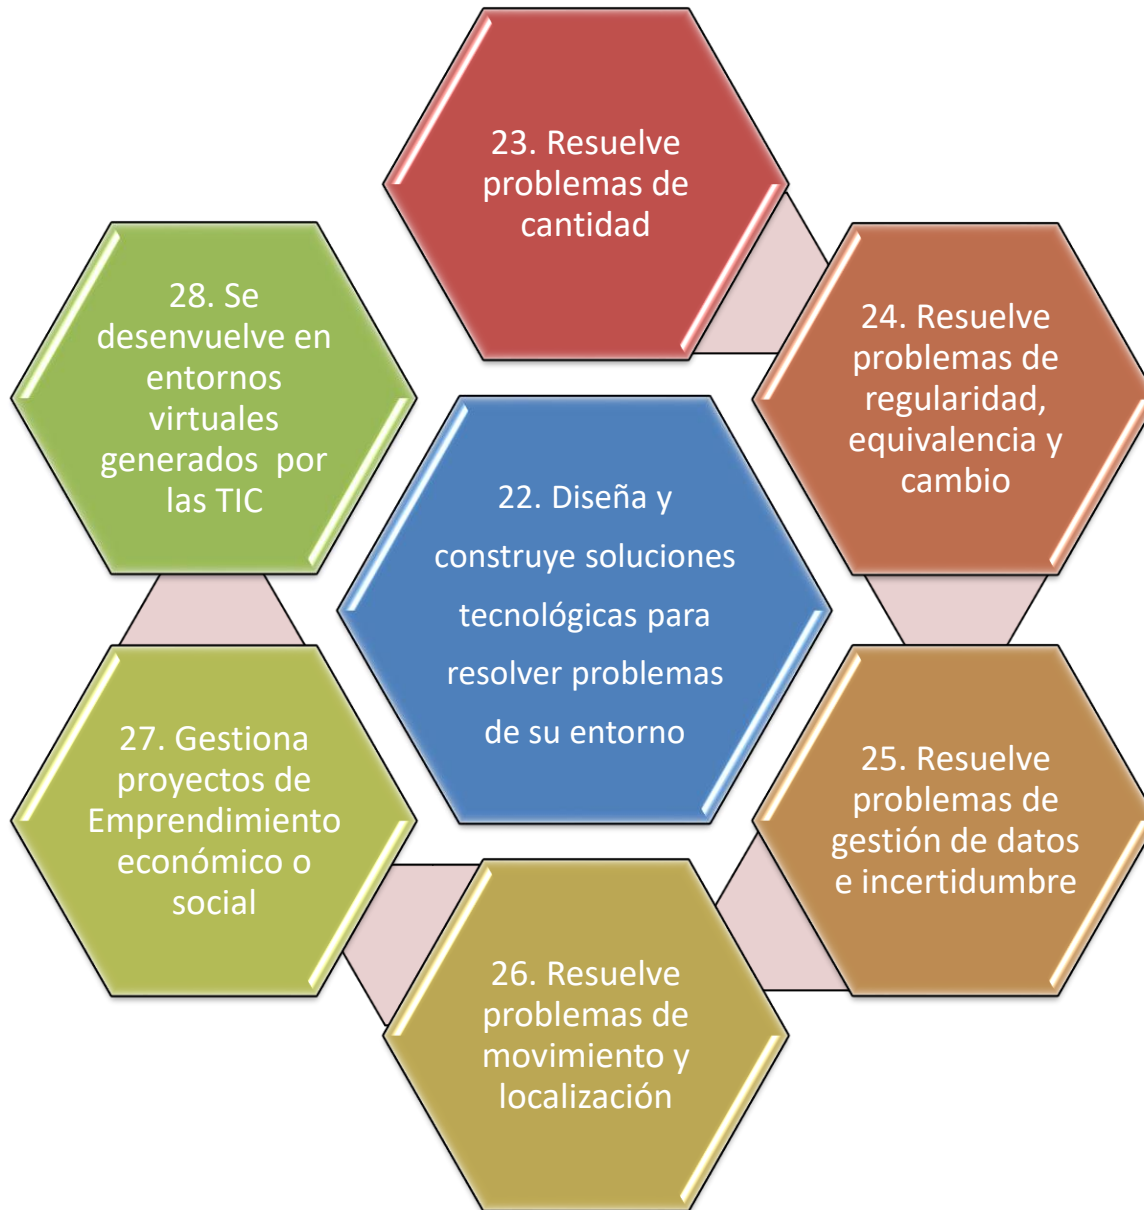 23. Resuelve
problemas de
cantidad
24. Resuelve
problemas de
regularidad,
equivalencia y
cambio
28. Se
desenvuelve en
entornos
virtuales
generados por
las TIC
22. Diseña y
construye soluciones
tecnológicas para
resolver problemas
de su entorno
25. Resuelve
problemas de
gestión de datos
e incertidumbre
27. Gestiona
proyectos de
Emprendimiento
económico o
social
26. Resuelve
problemas de
movimiento y
localización